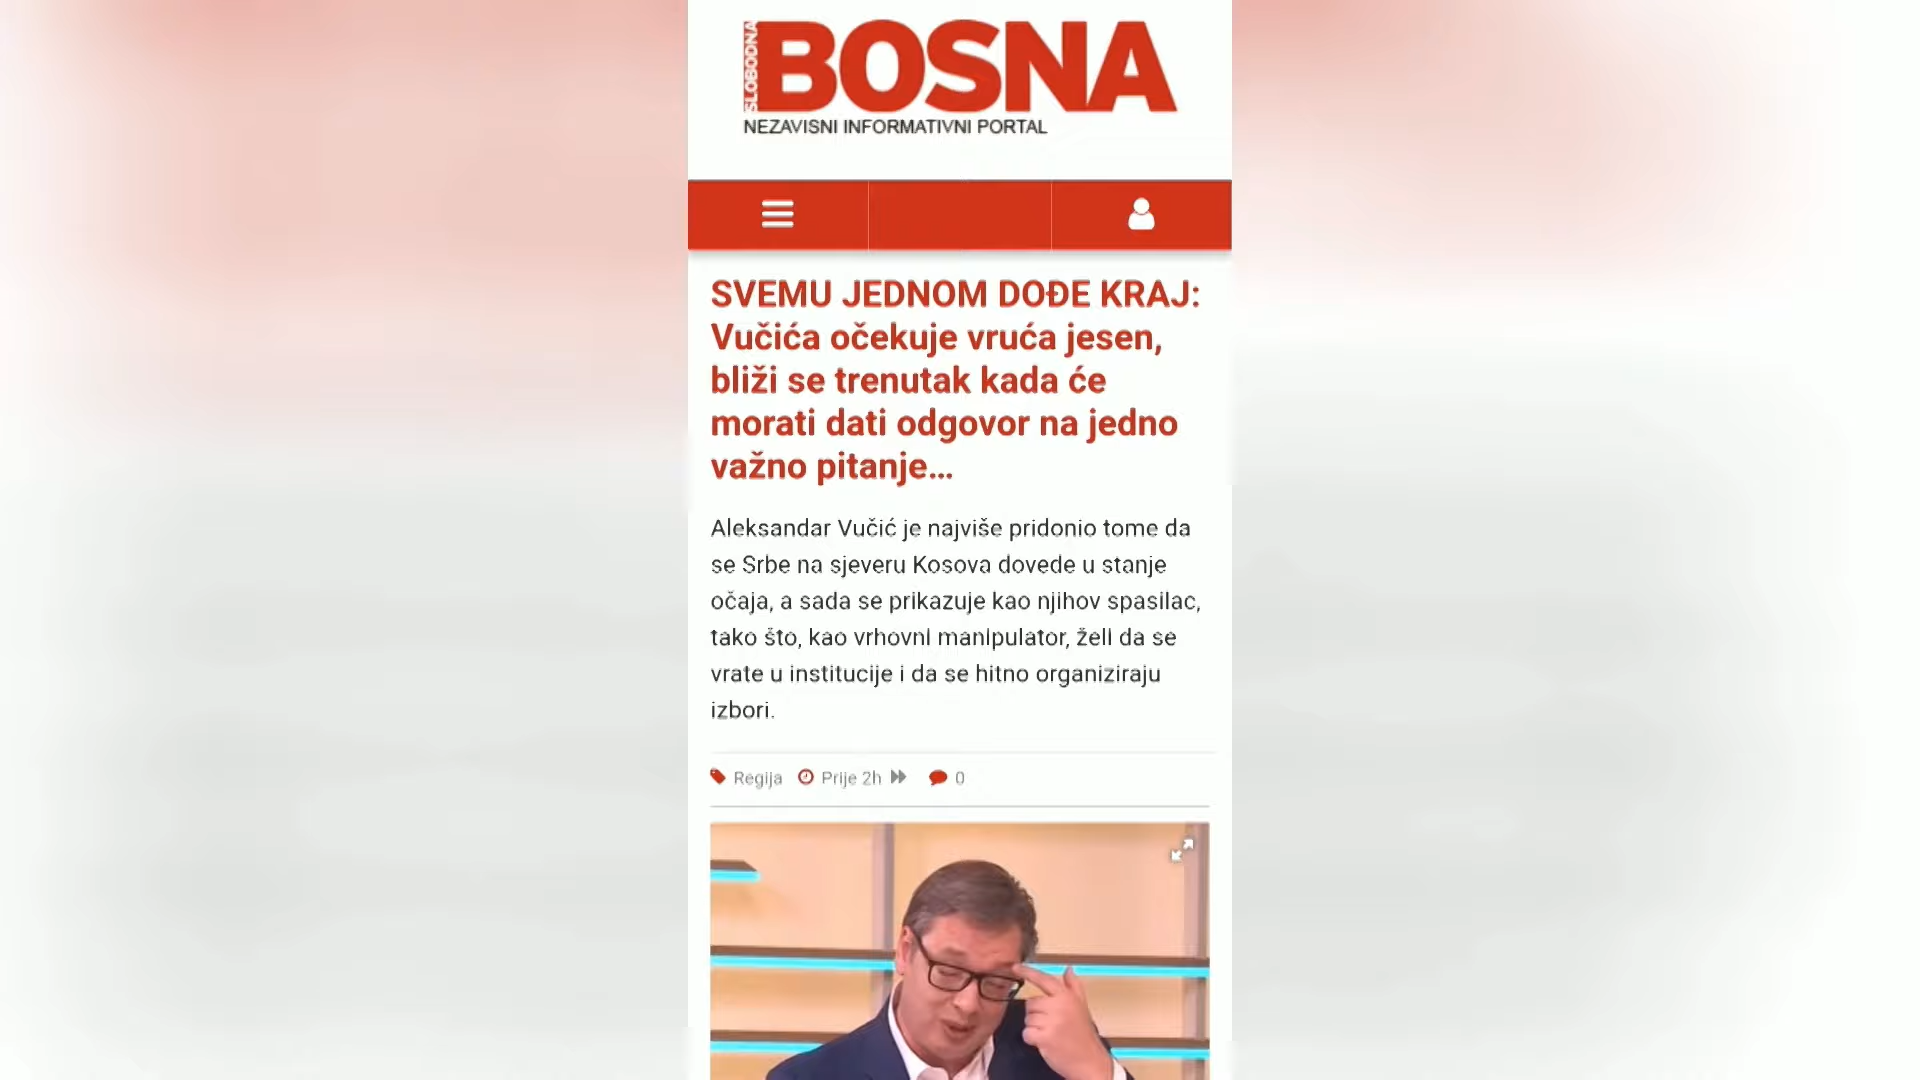 SLOBODNA
BOSNA
NEZAVISNI INFORMATIVNI PORTAL
SVEMU JEDNOM DOĐE KRAJ:
Vučića očekuje vruća jesen,
bliži se trenutak kada će
morati dati odgovor na jedno
važno pitanje...
Aleksandar Vučić je najviše pridonio tome da
se Srbe na sjeveru Kosova dovede u stanje
očaja, a sada se prikazuje kao njihov spasilac,
tako što, kao vrhovni manipulator, želi da se
vrate u institucije i da se hitno organiziraju
izbori.
Regija Prije 2h 0